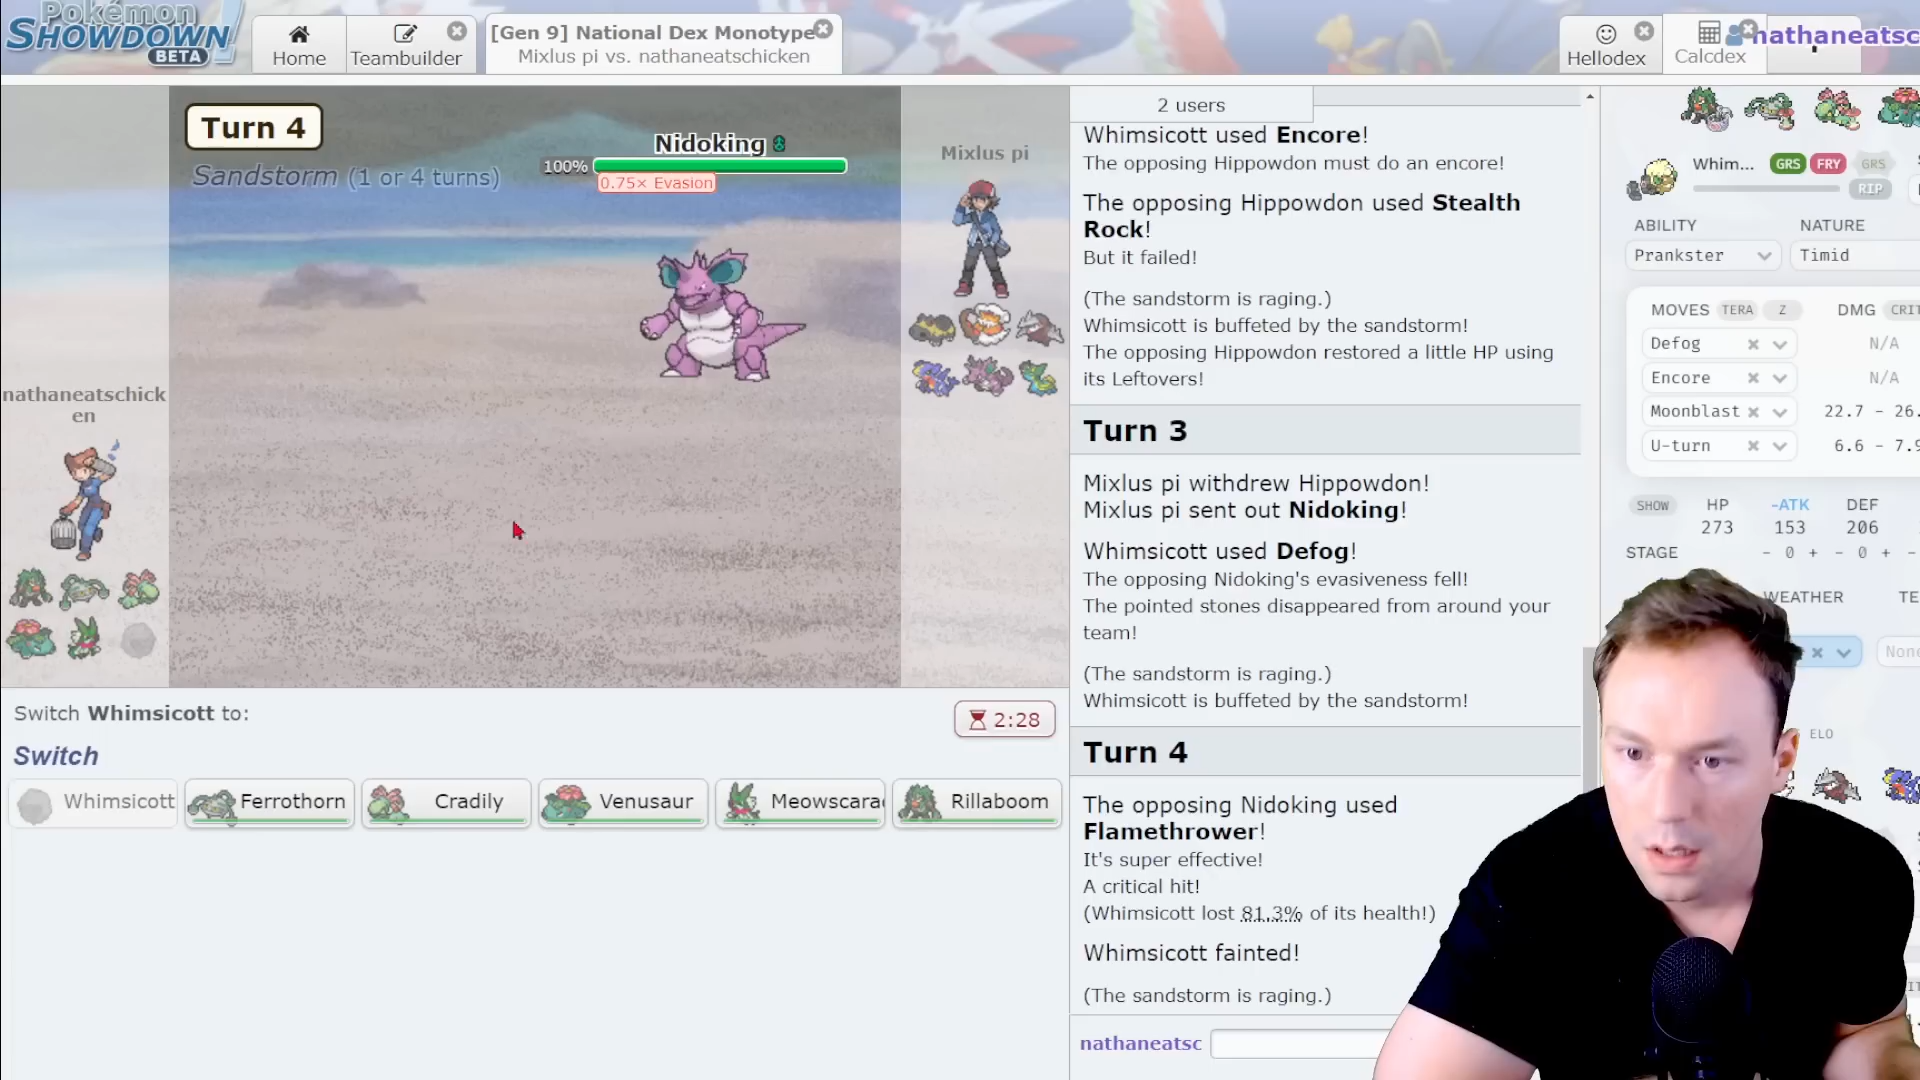 Pokémon
SHOWDOWN
BETA
Home
Teambuilder
[Gen 9] National Dex Monotype
Mixlus pi vs. nathaneatschicken
Hellodex
Calcdex
nathaneatsc
Turn 4
Sandstorm (1 or 4 turns)
Nidoking
100%
0.75× Evasion
Mixlus pi
nathaneatschick
en
2 users
Whimsicott used Encore!
The opposing Hippowdon must do an encore!
The opposing Hippowdon used Stealth
Rock!
But it failed!
(The sandstorm is raging.)
Whimsicott is buffeted by the sandstorm!
The opposing Hippowdon restored a little HP using
its Leftovers!
Turn 3
Mixlus pi withdrew Hippowdon!
Mixlus pi sent out Nidoking!
Whimsicott used Defog!
The opposing Nidoking's evasiveness fell!
The pointed stones disappeared from around your
team!
(The sandstorm is raging.)
Whimsicott is buffeted by the sandstorm!
Turn 4
The opposing Nidoking used
Flamethrower!
It's super effective!
A critical hit!
(Whimsicott lost 81.3% of its health!)
Whimsicott fainted!
(The sandstorm is raging.)
nathaneatsc
Switch Whimsicott to:
2:28
Switch
Whimsicott
Ferrothorn
Cradily
Venusaur
Meowscara
Rillaboom
Whim... GRS FRY GRS
RIP
ABILITY NATURE
Prankster Timid
MOVES TERA Z DMG CRIT
Defog N/A
Encore N/A
Moonblast 22.7 - 26.
U-turn 6.6 - 7.9
SHOW HP -ATK DEF
273 153 206
STAGE - 0 + - 0 + -
WEATHER TE
None
ELO